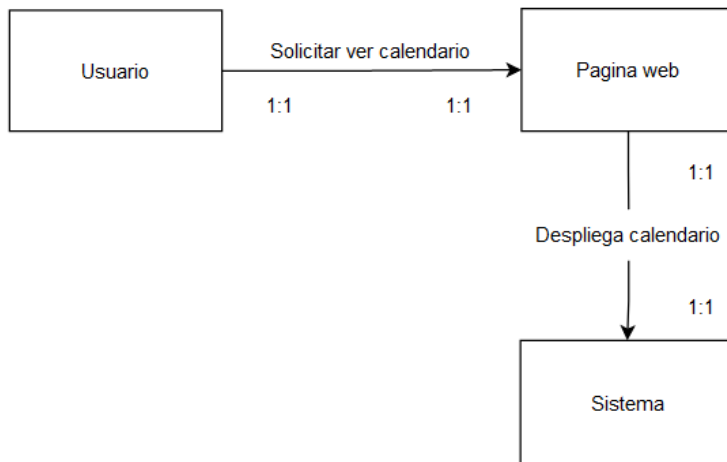 Usuario
Solicitar ver calendario
Pagina web
1:1
1:1
1:1
Despliega calendario
1:1
Sistema